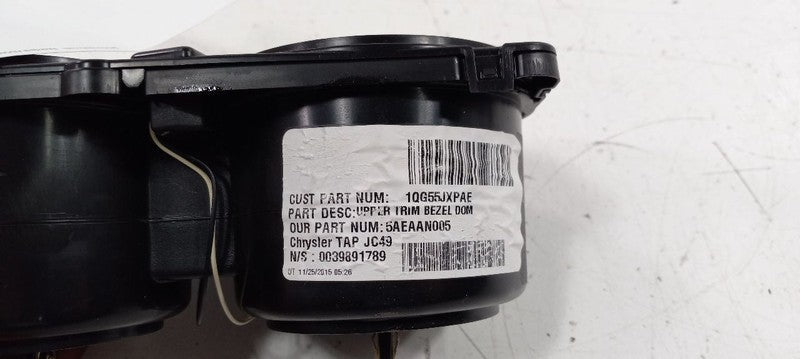 CUST PART NUM: 1QG55JXPAE
PART DESC:UPPER TRIM BEZEL DOM
OUR PART NUM:5AEAAN005
Chrysler TAP JC49
N/S : 0039891789
DT 11/25/2015 05:26